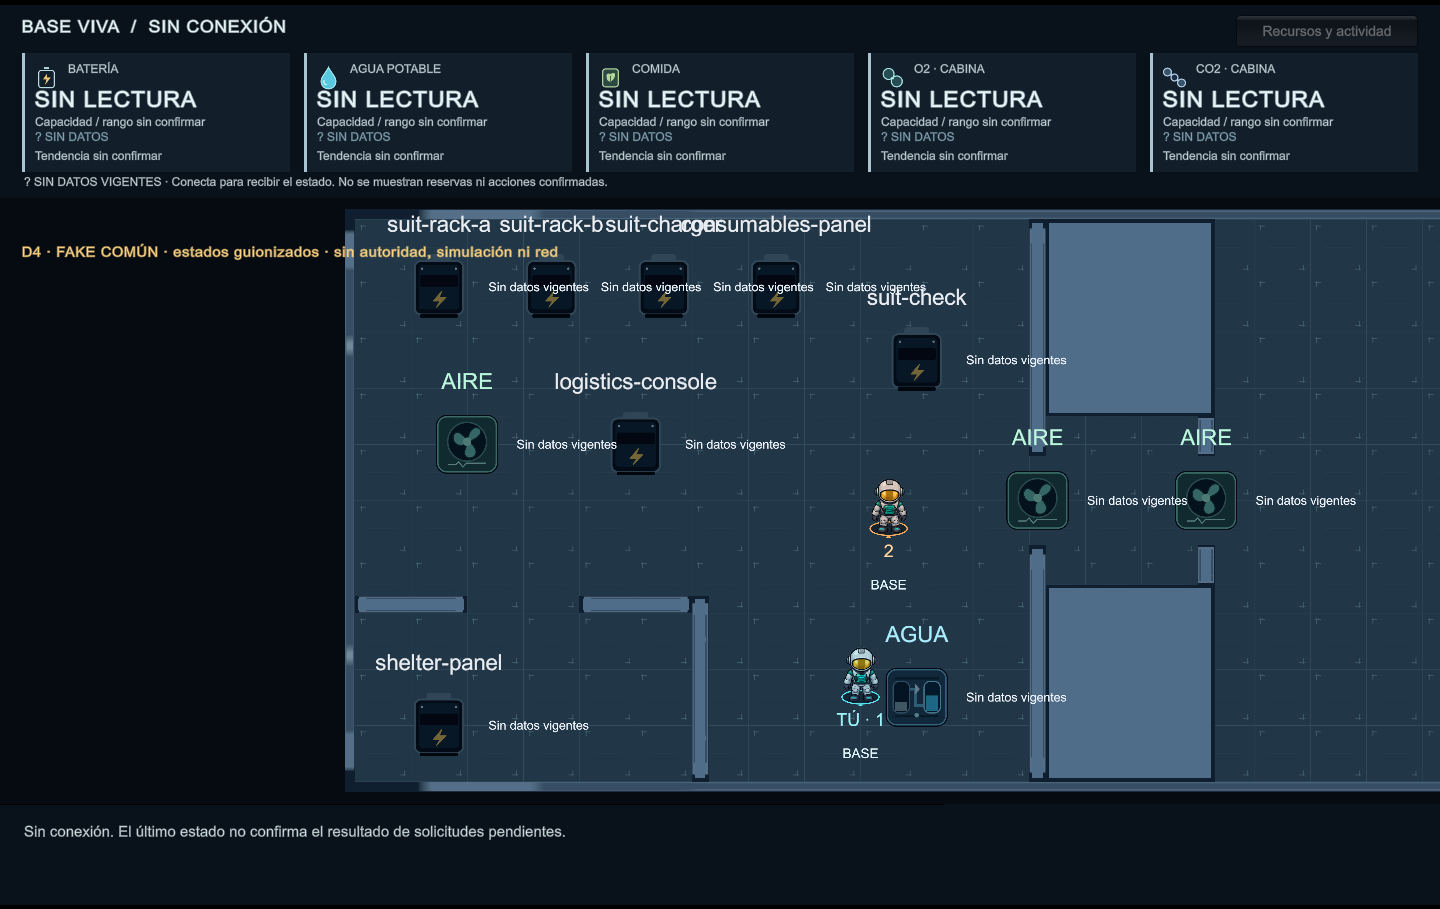 BASE VIVA / SIN CONEXIÓN
Recursos y actividad
BATERÍA
SIN LECTURA
Capacidad / rango sin confirmar
? SIN DATOS
Tendencia sin confirmar
AGUA POTABLE
SIN LECTURA
Capacidad / rango sin confirmar
? SIN DATOS
Tendencia sin confirmar
COMIDA
SIN LECTURA
Capacidad / rango sin confirmar
? SIN DATOS
Tendencia sin confirmar
O2 · CABINA
SIN LECTURA
Capacidad / rango sin confirmar
? SIN DATOS
Tendencia sin confirmar
CO2 · CABINA
SIN LECTURA
Capacidad / rango sin confirmar
? SIN DATOS
Tendencia sin confirmar
? SIN DATOS VIGENTES · Conecta para recibir el estado. No se muestran reservas ni acciones confirmadas.
suit-rack-a
suit-rack-b
suit-charger
consumables-panel
D4 · FAKE COMÚN · estados guionizados · sin autoridad, simulación ni red
Sin datos vigentes
Sin datos vigentes
Sin datos vigentes
Sin datos vigentes
suit-check
Sin datos vigentes
AIRE
Sin datos vigentes
logistics-console
Sin datos vigentes
AIRE
Sin datos vigentes
AIRE
Sin datos vigentes
2
BASE
AGUA
Sin datos vigentes
TÚ · 1
BASE
shelter-panel
Sin datos vigentes
Sin conexión. El último estado no confirma el resultado de solicitudes pendientes.